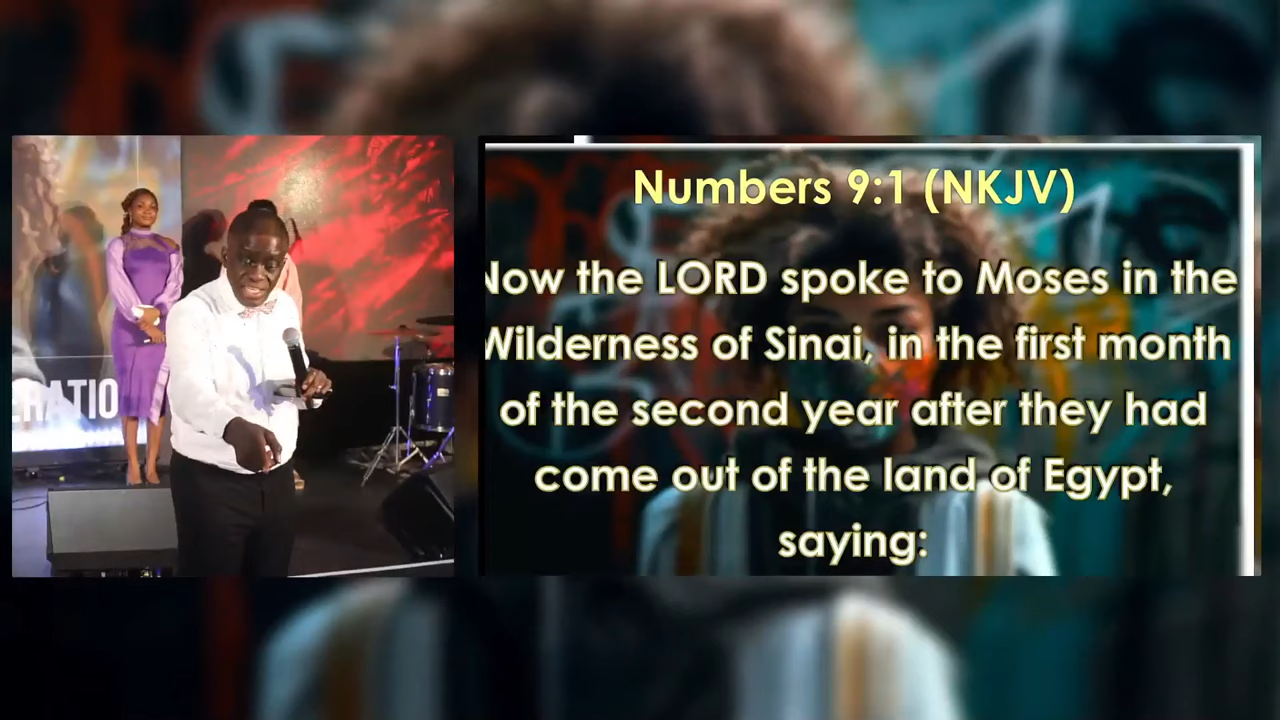 ERATIO
Numbers 9:1 (NKJV)
Now the LORD spoke to Moses in the
Wilderness of Sinai, in the first month
of the second year after they had
come out of the land of Egypt,
saying: